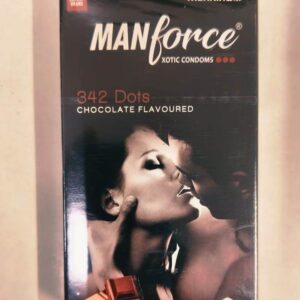 MANforce®
XOTIC CONDOMS
342 Dots
CHOCOLATE FLAVOURED